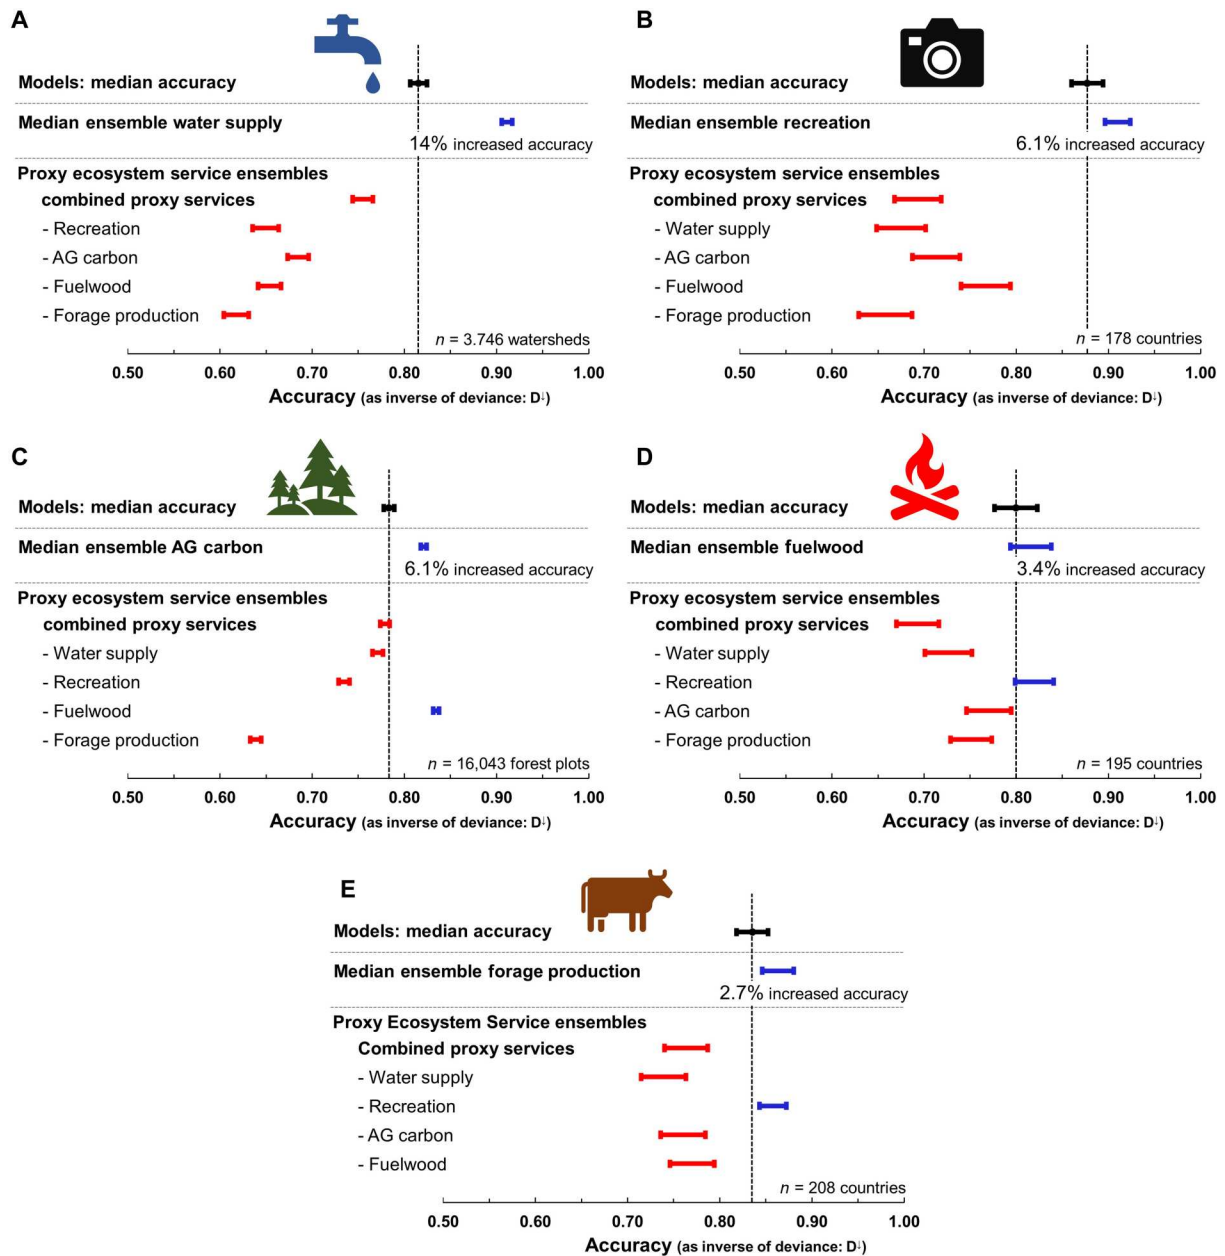 A
Models: median accuracy
Median ensemble water supply
14% increased accuracy
Proxy ecosystem service ensembles
combined proxy services
- Recreation
- AG carbon
- Fuelwood
- Forage production
n = 3.746 watersheds
0.50 0.60 0.70 0.80 0.90 1.00
Accuracy (as inverse of deviance: D↓)
B
Models: median accuracy
Median ensemble recreation
6.1% increased accuracy
Proxy ecosystem service ensembles
combined proxy services
- Water supply
- AG carbon
- Fuelwood
- Forage production
n = 178 countries
0.50 0.60 0.70 0.80 0.90 1.00
Accuracy (as inverse of deviance: D↓)
C
Models: median accuracy
Median ensemble AG carbon
6.1% increased accuracy
Proxy ecosystem service ensembles
combined proxy services
- Water supply
- Recreation
- Fuelwood
- Forage production
n = 16,043 forest plots
0.50 0.60 0.70 0.80 0.90 1.00
Accuracy (as inverse of deviance: D↓)
D
Models: median accuracy
Median ensemble fuelwood
3.4% increased accuracy
Proxy ecosystem service ensembles
combined proxy services
- Water supply
- Recreation
- AG carbon
- Forage production
n = 195 countries
0.50 0.60 0.70 0.80 0.90 1.00
Accuracy (as inverse of deviance: D↓)
E
Models: median accuracy
Median ensemble forage production
2.7% increased accuracy
Proxy Ecosystem Service ensembles
Combined proxy services
- Water supply
- Recreation
- AG carbon
- Fuelwood
n = 208 countries
0.50 0.60 0.70 0.80 0.90 1.00
Accuracy (as inverse of deviance: D↓)